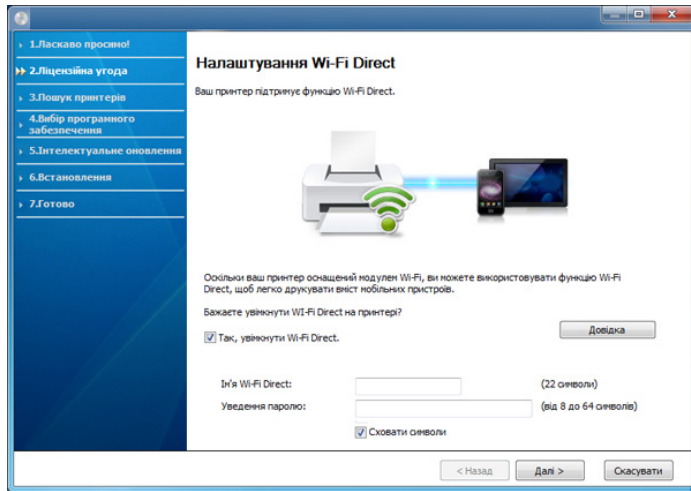 1.Ласкаво просимо!
2.Ліцензійна угода
3.Пошук принтерів
4.Вибір програмного
забезпечення
5.Інтелектуальне оновлення
6.Встановлення
7.Готово
Налаштування Wi-Fi Direct
Ваш принтер підтримує функцію Wi-Fi Direct.
Оскільки ваш принтер оснащений модулем Wi-Fi, ви можете використовувати функцію Wi-Fi
Direct, щоб легко друкувати вміст мобільних пристроїв.
Бажаєте увімкнути WI-Fi Direct на принтері?
Так, увімкнути Wi-Fi Direct.
Довідка
Ім'я Wi-Fi Direct:
(22 символи)
Уведення паролю:
(від 8 до 64 символів)
Сховати символи
< Назад
Далі >
Скасувати